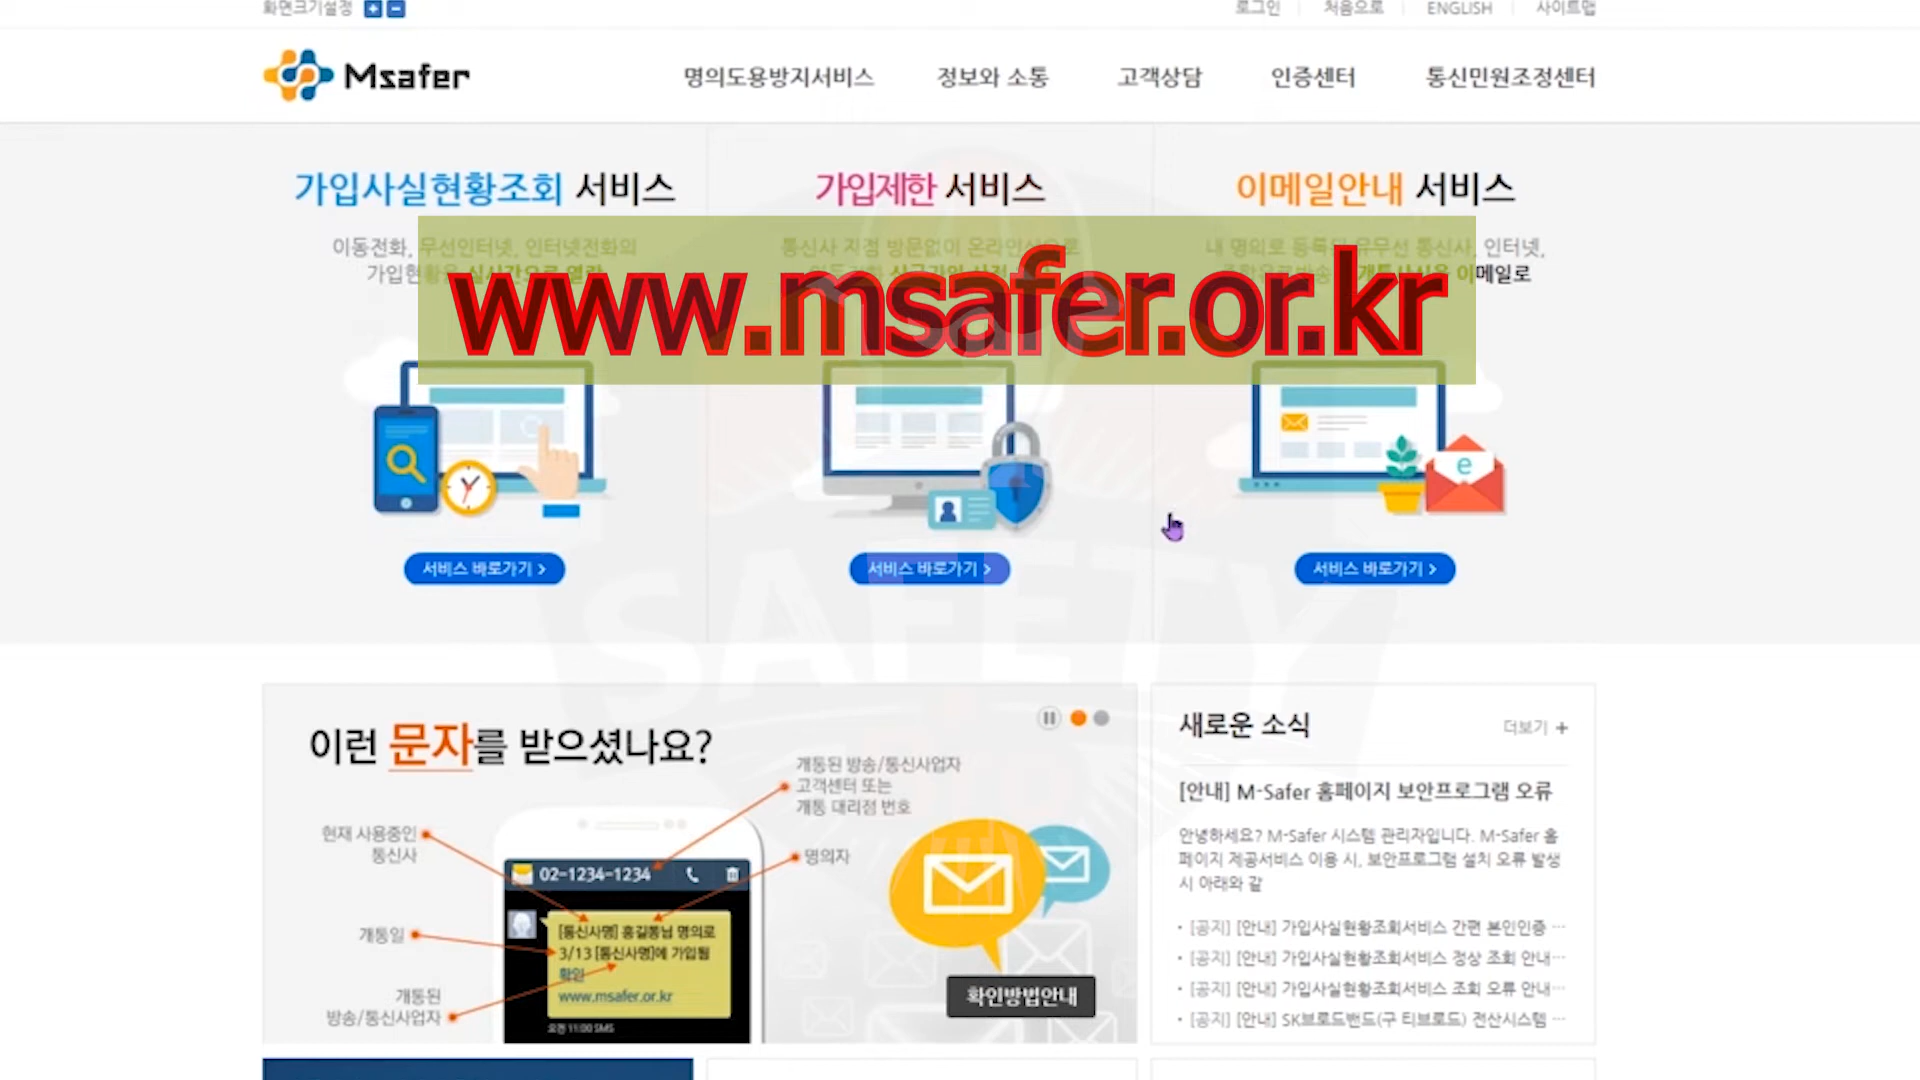 화면크기설정
로그인
처음으로
ENGLISH
사이트맵
Msafer
명의도용방지서비스
정보와 소통
고객상담
인증센터
통신민원조정센터
가입사실현황조회 서비스
이동전화, 무선인터넷, 인터넷전화의
가입현황을 실시간으로 열람
가입제한 서비스
통신사 지점 방문없이 온라인상으로
신규가입 사전
이메일안내 서비스
내 명의로 등록된 유무선 통신사, 인터넷,
개통사실을 이메일로
www.msafer.or.kr
서비스 바로가기 >
서비스 바로가기 >
서비스 바로가기 >
SAFETY
이런 문자를 받으셨나요?
개통된 방송/통신사업자
고객센터 또는
개통 대리점 번호
현재 사용중인
통신사
명의자
02-1234-1234
개통일
[통신사명] 홍길동님 명의로
3/13 [통신사명]에 가입됨
확인
www.msafer.or.kr
오전 11:00 SMS
개통된
방송/통신사업자
확인방법안내
새로운 소식
더보기 +
[안내] M-Safer 홈페이지 보안프로그램 오류
안녕하세요? M-Safer 시스템 관리자입니다. M-Safer 홈
페이지 제공서비스 이용 시, 보안프로그램 설치 오류 발생
시 아래와 같
· [공지] [안내] 가입사실현황조회서비스 간편 본인인증 ···
· [공지] [안내] 가입사실현황조회서비스 정상 조회 안내···
· [공지] [안내] 가입사실현황조회서비스 조회 오류 안내···
· [공지] [안내] SK브로드밴드(구 티브로드) 전산시스템 ···